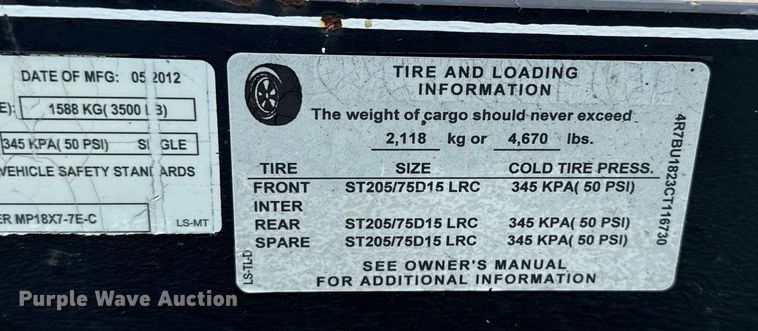 DATE OF MFG: 05 2012
E): 1588 KG( 3500 LB)
345 KPA( 50 PSI) SINGLE
VEHICLE SAFETY STANDARDS
ER MP18X7-7E-C
LS-MT
TIRE AND LOADING
INFORMATION
The weight of cargo should never exceed
2,118 kg or 4,670 lbs.
TIRE SIZE COLD TIRE PRESS.
FRONT ST205/75D15 LRC 345 KPA( 50 PSI)
INTER
REAR ST205/75D15 LRC 345 KPA( 50 PSI)
SPARE ST205/75D15 LRC 345 KPA( 50 PSI)
SEE OWNER'S MANUAL
FOR ADDITIONAL INFORMATION
LS-TL-D
4R7BU1823CT116730
Purple Wave Auction